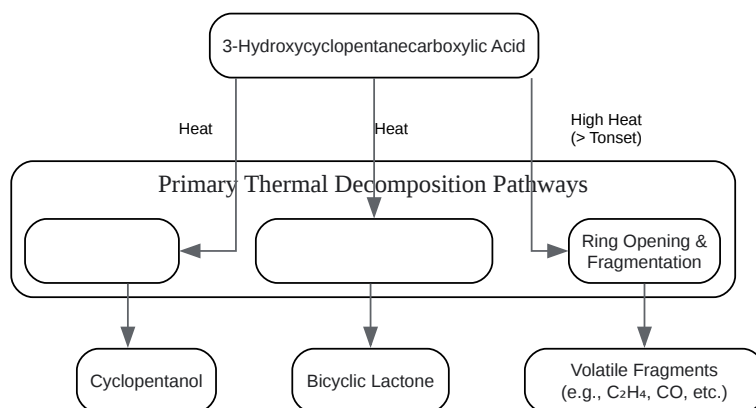 3-Hydroxycyclopentanecarboxylic Acid
Heat
Heat
High Heat
(> Tonset)
Primary Thermal Decomposition Pathways
Ring Opening &
Fragmentation
Cyclopentanol
Bicyclic Lactone
Volatile Fragments
(e.g., C₂H₄, CO, etc.)